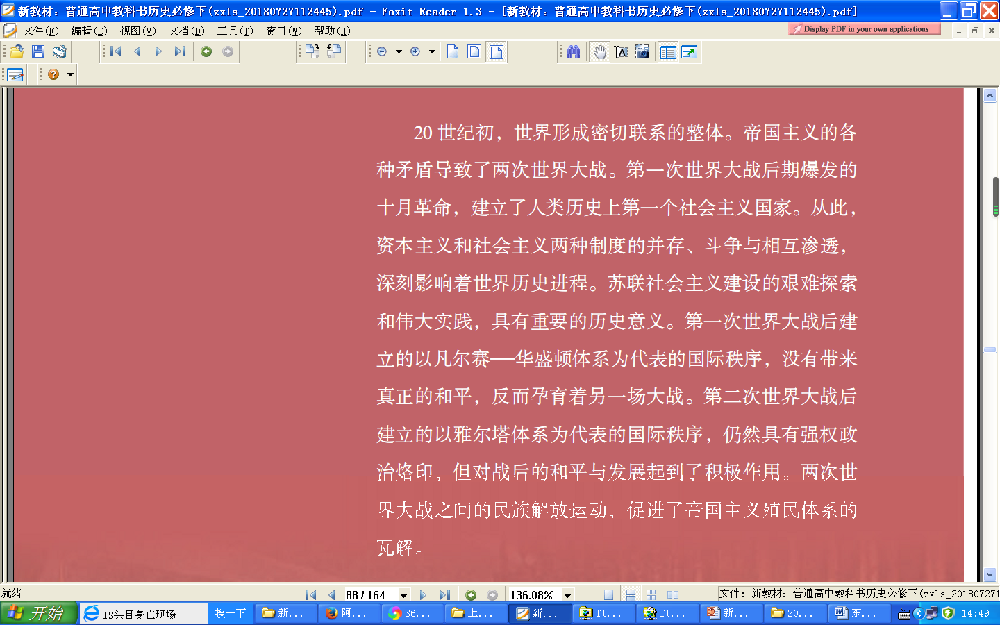 新教材：普通高中教科书历史必修下(zxls_20180727112445).pdf - Foxit Reader 1.3 - [新教材：普通高中教科书历史必修下(zxls_20180727112445).pdf]
文件(F) 编辑(E) 视图(V) 文档(D) 工具(T) 窗口(W) 帮助(H)
Display PDF in your own applications
20 世纪初，世界形成密切联系的整体。帝国主义的各
种矛盾导致了两次世界大战。第一次世界大战后期爆发的
十月革命，建立了人类历史上第一个社会主义国家。从此，
资本主义和社会主义两种制度的并存、斗争与相互渗透，
深刻影响着世界历史进程。苏联社会主义建设的艰难探索
和伟大实践，具有重要的历史意义。第一次世界大战后建
立的以凡尔赛—华盛顿体系为代表的国际秩序，没有带来
真正的和平，反而孕育着另一场大战。第二次世界大战后
建立的以雅尔塔体系为代表的国际秩序，仍然具有强权政
治烙印，但对战后的和平与发展起到了积极作用。两次世
界大战之间的民族解放运动，促进了帝国主义殖民体系的
瓦解。
就绪
88 / 164
136.08%
文件: 新教材：普通高中教科书历史必修下(zxls_201807271
开始
IS头目身亡现场
搜一下
新...
阿...
36...
上...
新...
ft...
ft...
新...
20...
东...
14:49